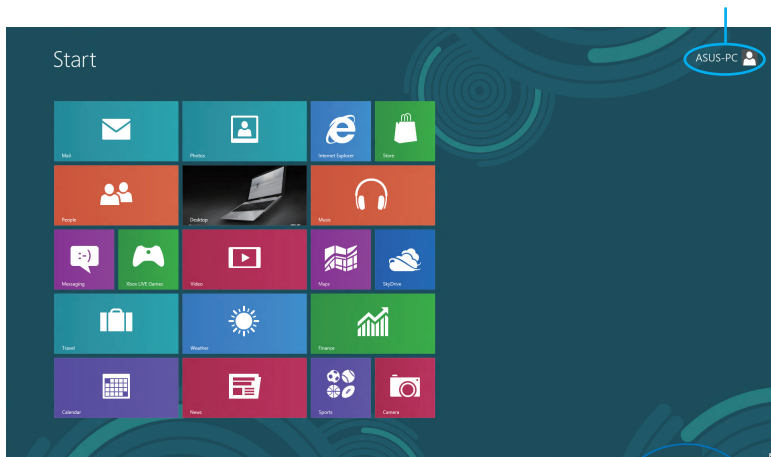 Start
ASUS-PC
Mail
Photos
Internet Explorer
Store
People
Desktop
Music
Messaging
Xbox LIVE Games
Video
Maps
SkyDrive
Travel
Weather
Finance
Calendar
News
Sports
Camera